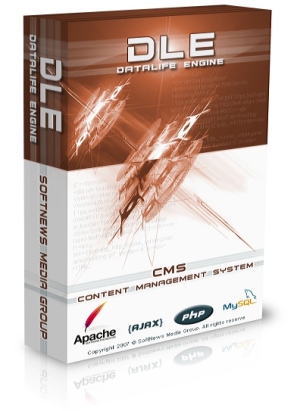 DLE
DATALIFE ENGINE
DLE
DATALIFE ENGINE
SOFTNEWS MEDIA GROUP
CMS
CONTENT MANAGEMENT SYSTEM
Apache
{AJAX}
php
MySQL
Copyright 2007 © SoftNews Media Group. All rights reserve